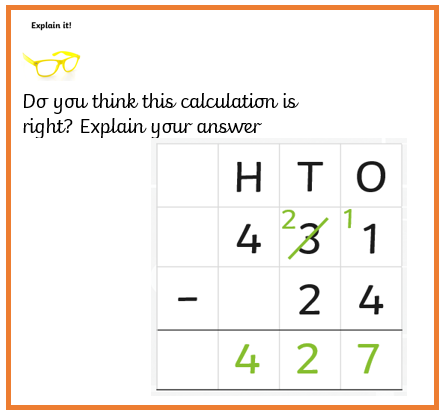 Explain it!
Do you think this calculation is
right? Explain your answer
H T O
2 1
4 3 1
- 2 4
4 2 7